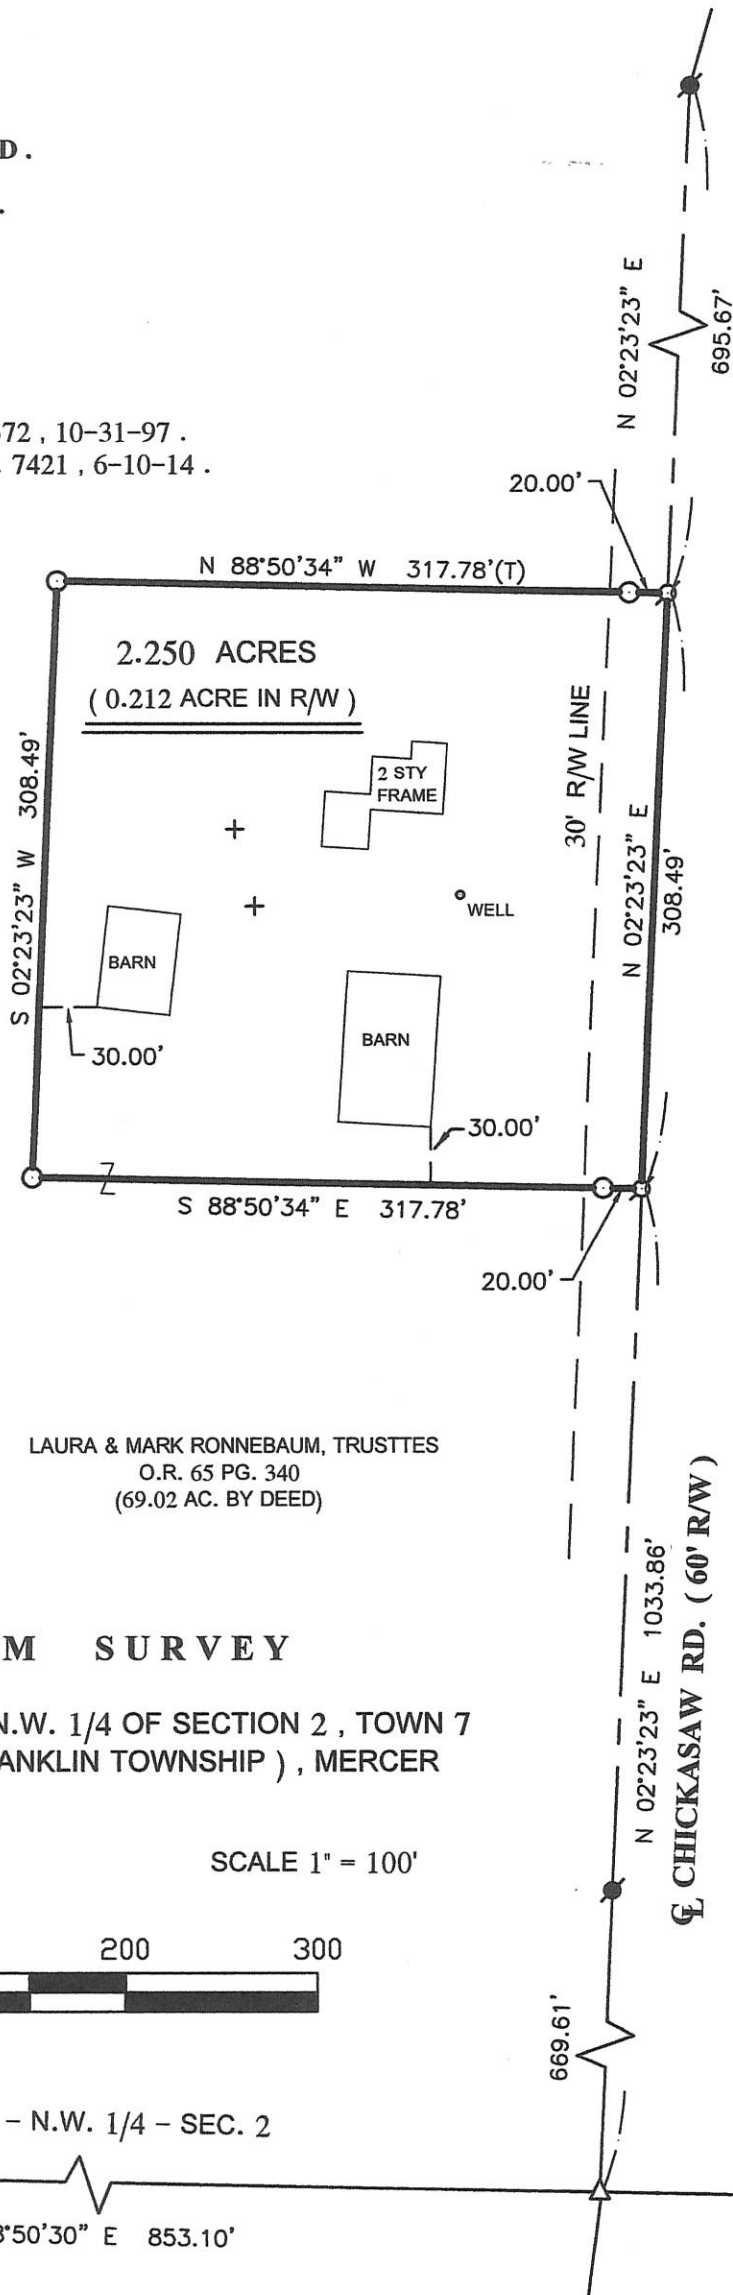 D.
.
72 , 10-31-97 .
. 7421 , 6-10-14 .
N 02°23'23" E
695.67'
20.00'
N 88°50'34" W 317.78'(T)
2.250 ACRES
( 0.212 ACRE IN R/W )
2 STY
FRAME
30' R/W LINE
S 02°23'23" W 308.49'
N 02°23'23" E
308.49'
WELL
BARN
BARN
30.00'
30.00'
S 88°50'34" E 317.78'
20.00'
LAURA & MARK RONNEBAUM, TRUSTTES
O.R. 65 PG. 340
(69.02 AC. BY DEED)
N 02°23'23" E 1033.86'
℄ CHICKASAW RD. ( 60' R/W )
M SURVEY
N.W. 1/4 OF SECTION 2 , TOWN 7
ANKLIN TOWNSHIP ) , MERCER
SCALE 1" = 100'
200 300
669.61'
- N.W. 1/4 - SEC. 2
°50'30" E 853.10'